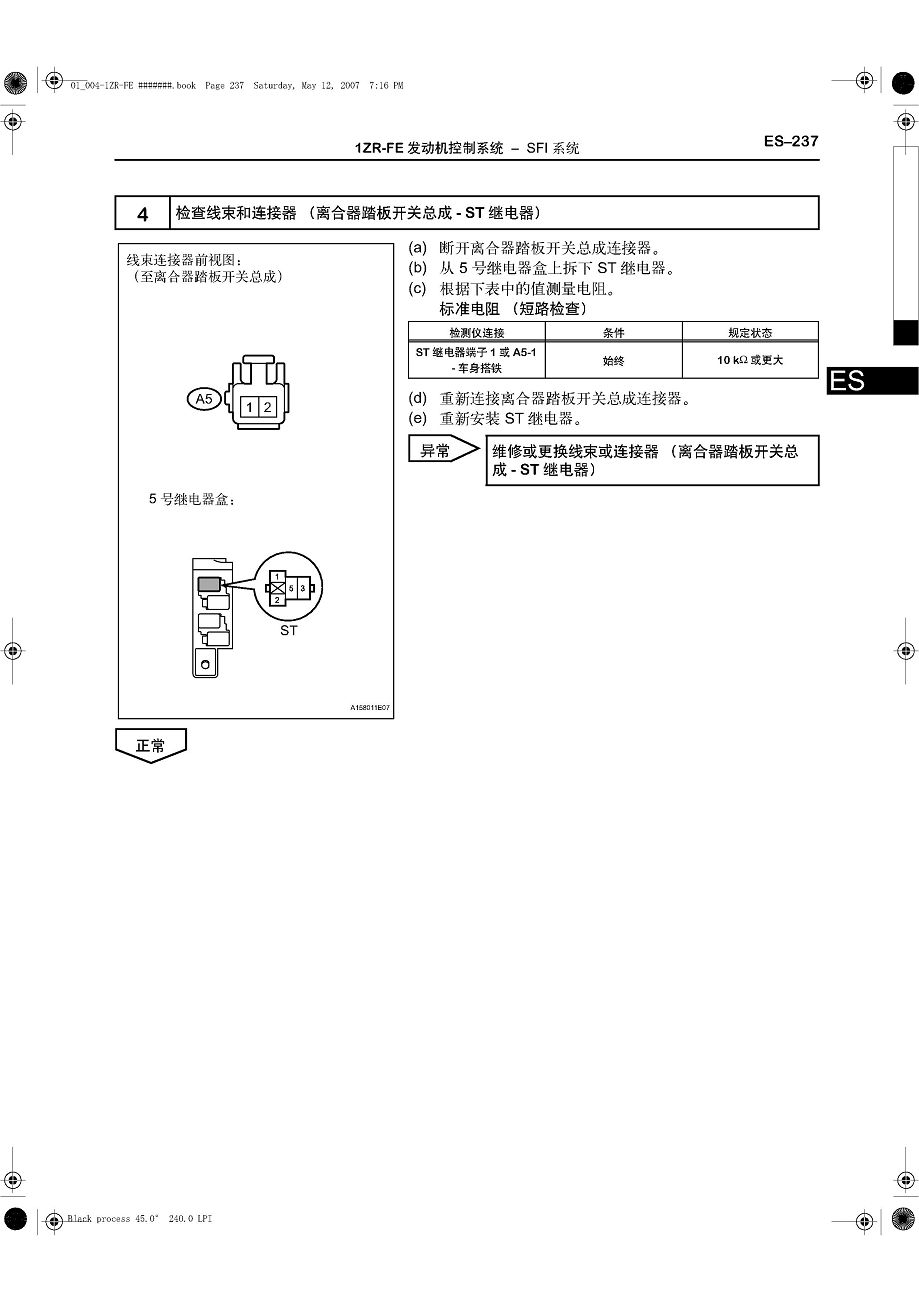 01_004-1ZR-FE #######.book  Page 237  Saturday, May 12, 2007  7:16 PM
ES–237
1ZR-FE 发动机控制系统 – SFI 系统
4 检查线束和连接器 （离合器踏板开关总成 - ST 继电器）
线束连接器前视图：
（至离合器踏板开关总成）
A5
1 2
5 号继电器盒：
1
5 3
2
ST
A158011E07
(a) 断开离合器踏板开关总成连接器。
(b) 从 5 号继电器盒上拆下 ST 继电器。
(c) 根据下表中的值测量电阻。
标准电阻 （短路检查）
检测仪连接 条件 规定状态
ST 继电器端子 1 或 A5-1
- 车身搭铁
始终 10 kΩ 或更大
(d) 重新连接离合器踏板开关总成连接器。
(e) 重新安装 ST 继电器。
ES
异常
维修或更换线束或连接器 （离合器踏板开关总
成 - ST 继电器）
正常
Black process 45.0° 240.0 LPI